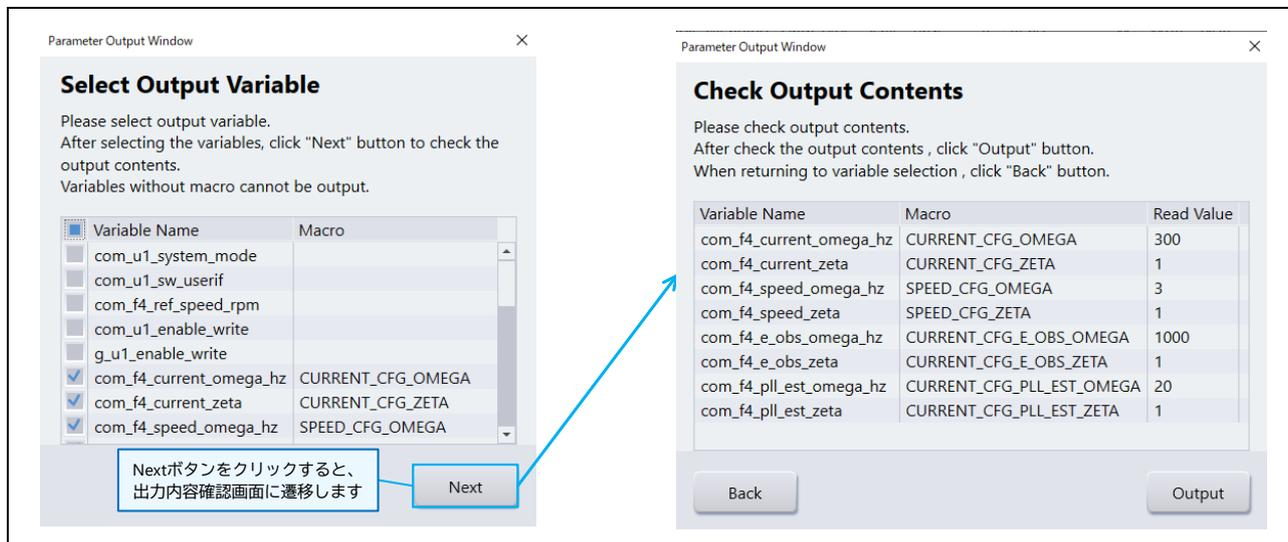 Parameter Output Window
Select Output Variable
Please select output variable.
After selecting the variables, click "Next" button to check the
output contents.
Variables without macro cannot be output.
Variable Name Macro
com_u1_system_mode
com_u1_sw_userif
com_f4_ref_speed_rpm
com_u1_enable_write
g_u1_enable_write
com_f4_current_omega_hz CURRENT_CFG_OMEGA
com_f4_current_zeta CURRENT_CFG_ZETA
com_f4_speed_omega_hz SPEED_CFG_OMEGA
Nextボタンをクリックすると、
出力内容確認画面に遷移します
Next
Parameter Output Window
Check Output Contents
Please check output contents.
After check the output contents , click "Output" button.
When returning to variable selection , click "Back" button.
Variable Name Macro Read Value
com_f4_current_omega_hz CURRENT_CFG_OMEGA 300
com_f4_current_zeta CURRENT_CFG_ZETA 1
com_f4_speed_omega_hz SPEED_CFG_OMEGA 3
com_f4_speed_zeta SPEED_CFG_ZETA 1
com_f4_e_obs_omega_hz CURRENT_CFG_E_OBS_OMEGA 1000
com_f4_e_obs_zeta CURRENT_CFG_E_OBS_ZETA 1
com_f4_pll_est_omega_hz CURRENT_CFG_PLL_EST_OMEGA 20
com_f4_pll_est_zeta CURRENT_CFG_PLL_EST_ZETA 1
Back
Output